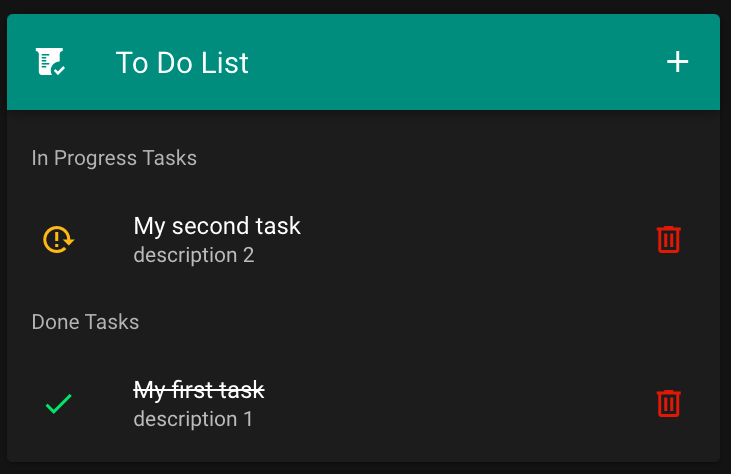 To Do List
In Progress Tasks
My second task
description 2
Done Tasks
My first task
description 1